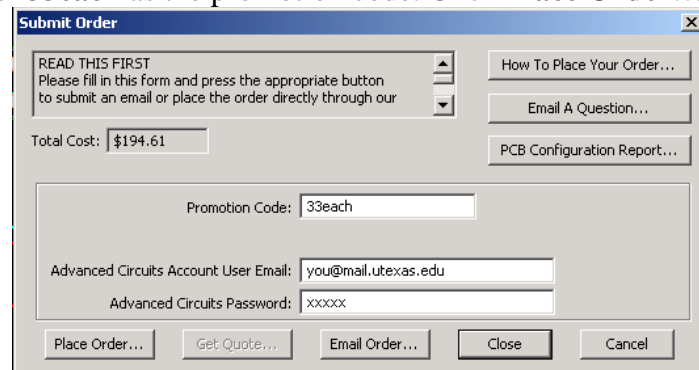 Submit Order
READ THIS FIRST
Please fill in this form and press the appropriate button
to submit an email or place the order directly through our
How To Place Your Order...
Email A Question...
Total Cost: $194.61
PCB Configuration Report...
Promotion Code: 33each
Advanced Circuits Account User Email: you@mail.utexas.edu
Advanced Circuits Password: xxxxx
Place Order... Get Quote... Email Order... Close Cancel